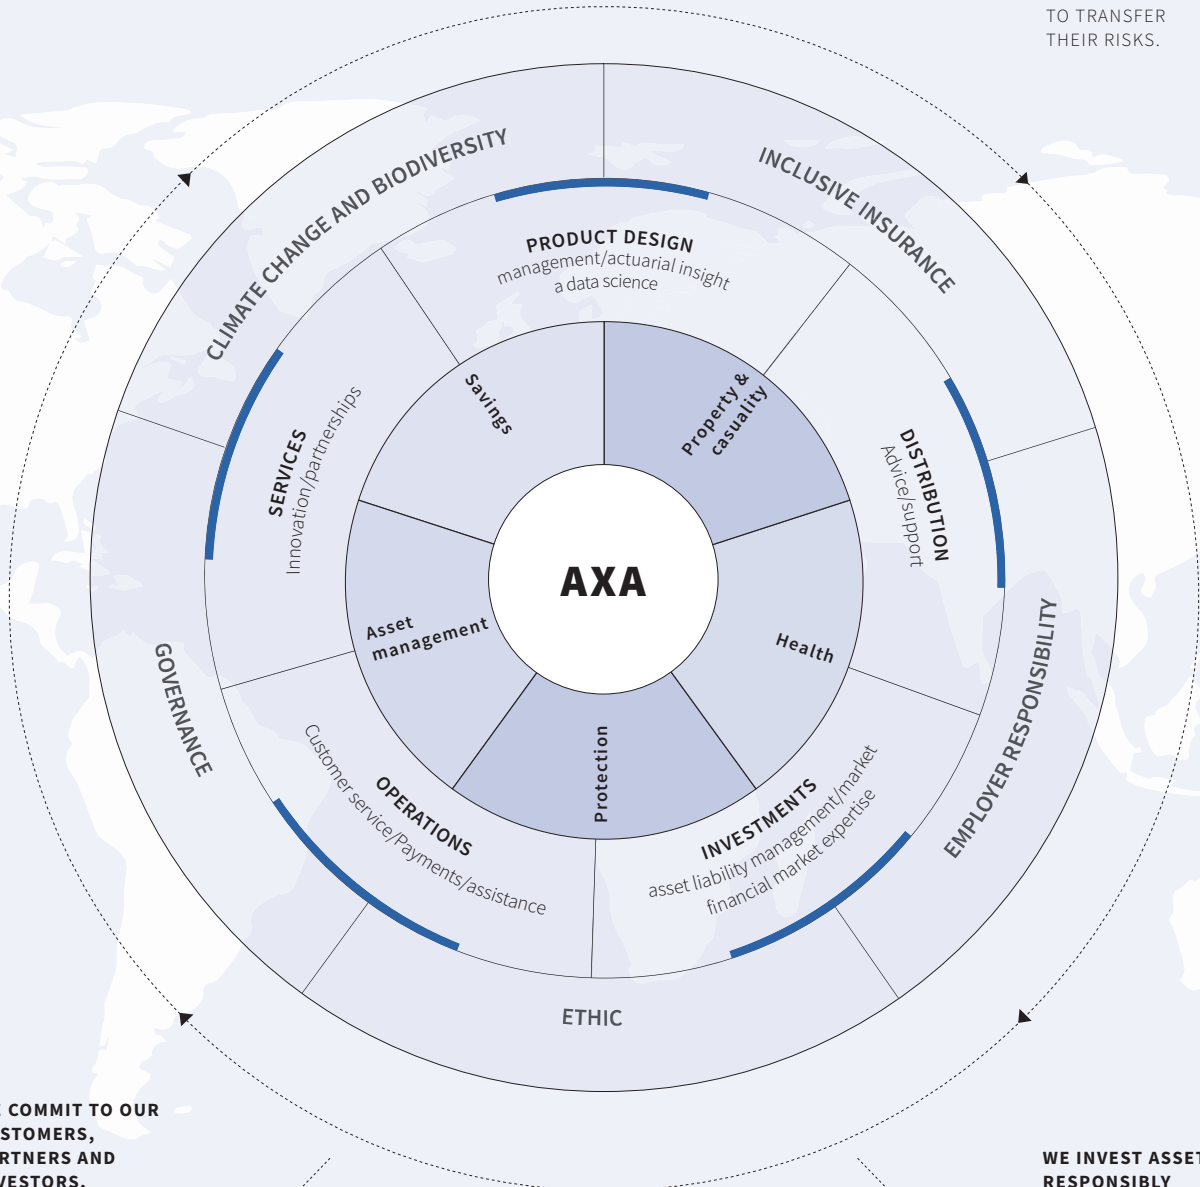 TO TRANSFER
THEIR RISKS.
CLIMATE CHANGE AND BIODIVERSITY
INCLUSIVE INSURANCE
PRODUCT DESIGN
management/actuarial insight
a data science
SERVICES
Innovation/partnerships
Savings
Property &
casuality
DISTRIBUTION
Advice/support
AXA
Asset
management
Health
Protection
GOVERNANCE
EMPLOYER RESPONSIBILITY
OPERATIONS
Customer service/Payments/assistance
INVESTMENTS
asset liability management/market
financial market expertise
ETHIC
COMMIT TO OUR
STOMERS,
RTNERS AND
VESTORS.
WE INVEST ASSET
RESPONSIBLY